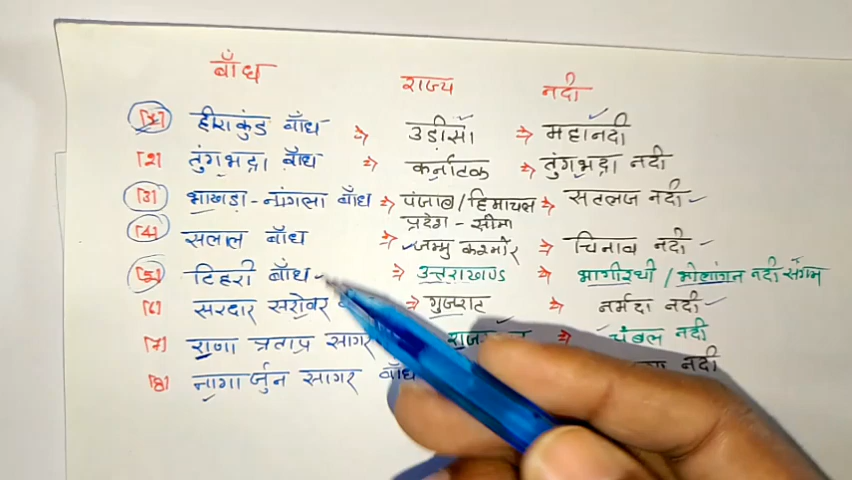 बाँध राज्य नदी
[1] हीराकुंड बाँध ⇒ उड़ीसा ⇒ महानदी
[2] तुंगभद्रा बाँध ⇒ कर्नाटक ⇒ तुंगभद्रा नदी
[3] भाखड़ा-नांगला बाँध ⇒ पंजाब/हिमाचल ⇒ सतलज नदी
प्रदेश - सीमा
[4] सलाल बाँध ⇒ जम्मु कश्मीर ⇒ चिनाव नदी
[5] टिहरी बाँध ⇒ उत्तराखण्ड ⇒ भागीरथी / भीलांगन नदी संगम
[6] सरदार सरोवर ⇒ गुजरात ⇒ नर्मदा नदी
[7] राणा प्रताप सागर ⇒ चंबल नदी
[8] नागार्जुन सागर बाँध नदी